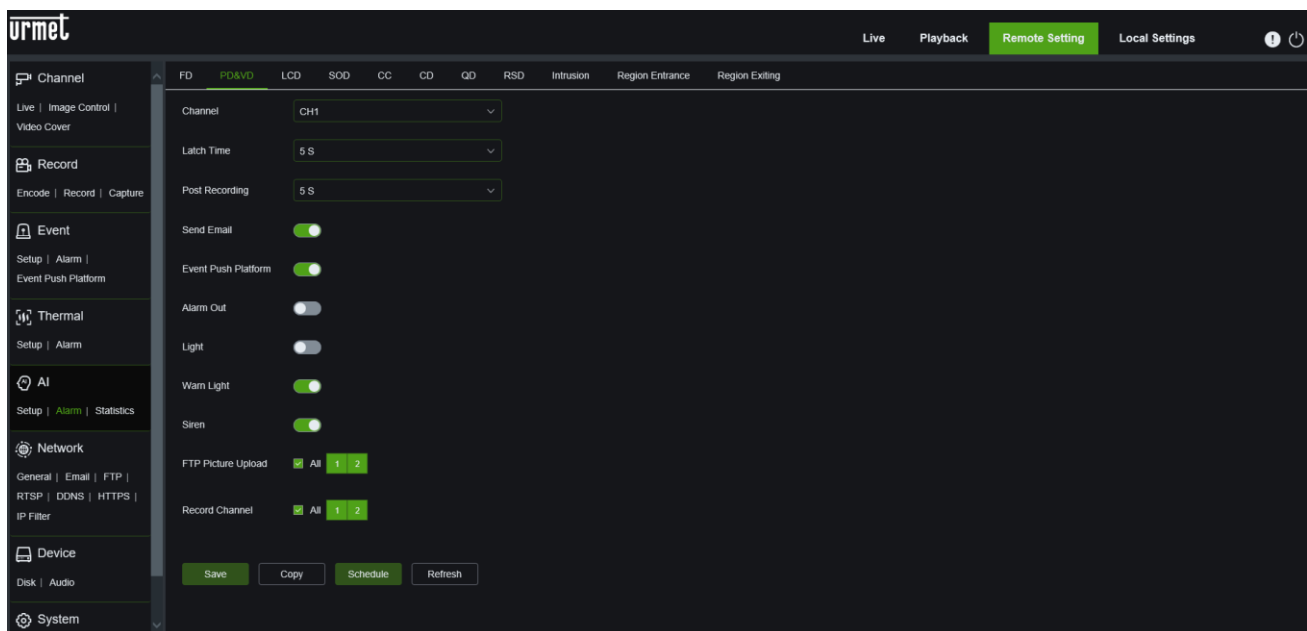 urmet
Live Playback Remote Setting Local Settings
Channel
Live | Image Control |
Video Cover
Record
Encode | Record | Capture
Event
Setup | Alarm |
Event Push Platform
Thermal
Setup | Alarm
AI
Setup | Alarm | Statistics
Network
General | Email | FTP |
RTSP | DDNS | HTTPS |
IP Filter
Device
Disk | Audio
System
FD PD&VD LCD SOD CC CD QD RSD Intrusion Region Entrance Region Exiting
Channel CH1
Latch Time 5 S
Post Recording 5 S
Send Email
Event Push Platform
Alarm Out
Light
Warn Light
Siren
FTP Picture Upload All 1 2
Record Channel All 1 2
Save Copy Schedule Refresh